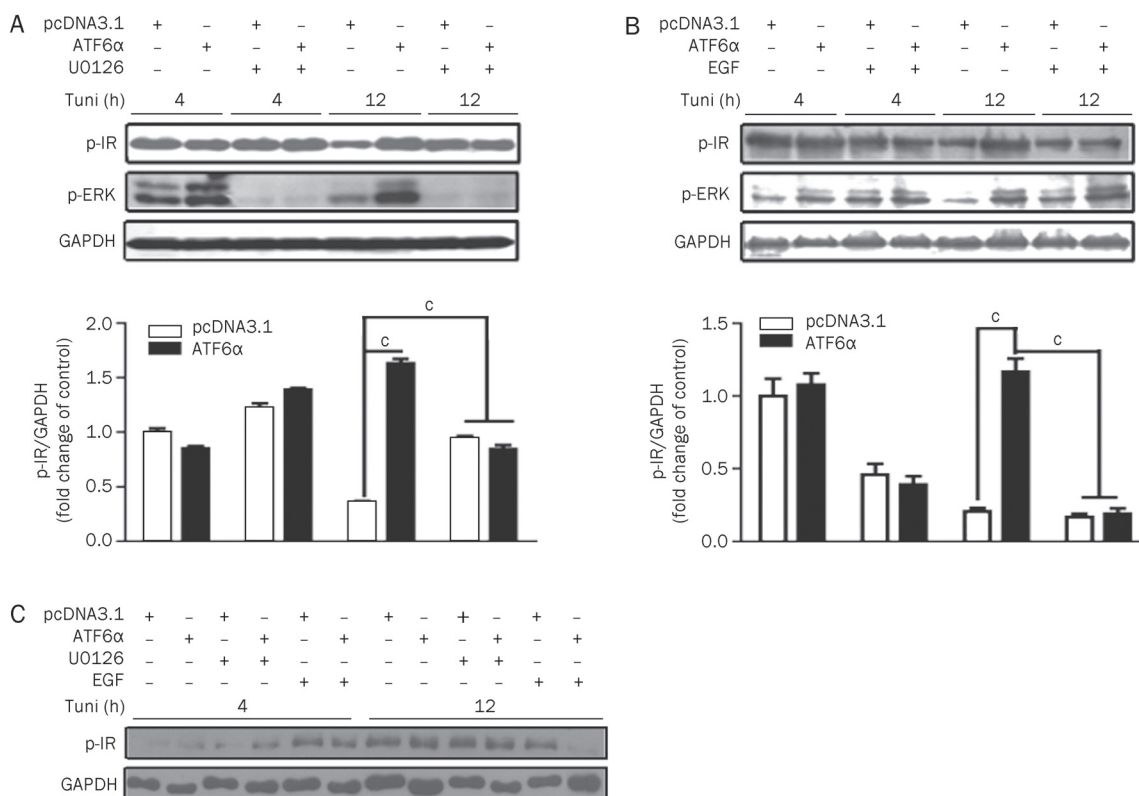 A
pcDNA3.1 + – + – + – + –
ATF6α – + – + – + – +
U0126 – – + + – – + +
Tuni (h) 4 4 12 12
p-IR
p-ERK
GAPDH
2.0
1.5
1.0
0.5
0.0
p-IR/GAPDH
(fold change of control)
pcDNA3.1
ATF6α
c
c
B
pcDNA3.1 + – + – + – + –
ATF6α – + – + – + – +
EGF – – + + – – + +
Tuni (h) 4 4 12 12
p-IR
p-ERK
GAPDH
1.5
1.0
0.5
0.0
p-IR/GAPDH
(fold change of control)
pcDNA3.1
ATF6α
c
c
C
pcDNA3.1 + – + – + – + – + – + –
ATF6α – + – + – + – + – + – +
U0126 – – + + – – – – + + – –
EGF – – – – + + – – – – + +
Tuni (h) 4 12
p-IR
GAPDH